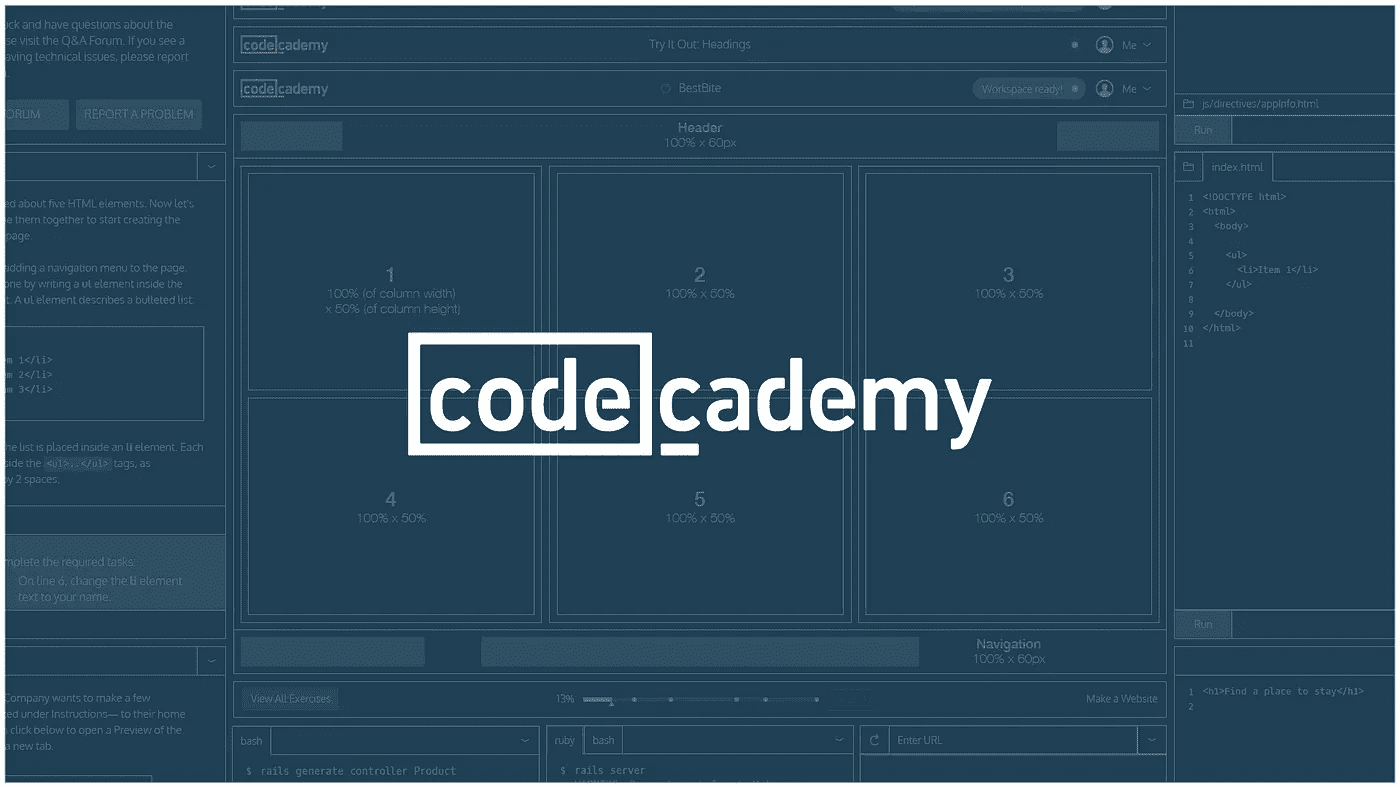 uck and have questions about the
se visit the Q&A Forum. If you see a
aving technical issues, please report
ORUM
REPORT A PROBLEM
ed about five HTML elements. Now let's
e them together to start creating the
page.
adding a navigation menu to the page.
one by writing a ul element inside the
t. A ul element describes a bulleted list.
m 1</li>
m 2</li>
m 3</li>
he list is placed inside an li element. Each
side the <ul>...</ul> tags, as
by 2 spaces.
mplete the required tasks:
On line 6, change the li element
text to your name.
Company wants to make a few
ed under Instructions— to their home
click below to open a Preview of the
a new tab.
codecademy
Try It Out: Headings
Me
codecademy
BestBite
Workspace ready!
Me
Header
100% x 60px
1
100% (of column width)
x 50% (of column height)
2
100% x 50%
3
100% x 50%
codecademy
4
100% x 50%
5
100% x 50%
6
100% x 50%
Navigation
100% x 60px
View All Exercises
13%
Make a Website
bash
$ rails generate controller Product
ruby
bash
$ rails server
Enter URL
js/directives/appInfo.html
Run
index.html
1 <!DOCTYPE html>
2 <html>
3 <body>
4
5 <ul>
6 <li>Item 1</li>
7 </ul>
8
9 </body>
10 </html>
11
Run
1 <h1>Find a place to stay</h1>
2